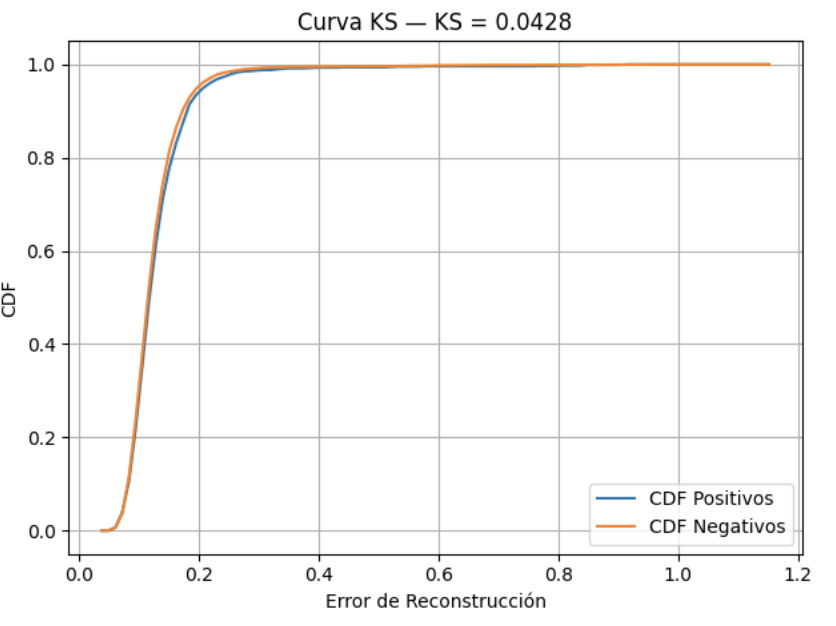 Curva KS — KS = 0.0428
1.0
0.8
0.6
0.4
0.2
0.0
CDF
CDF Positivos
CDF Negativos
0.0 0.2 0.4 0.6 0.8 1.0 1.2
Error de Reconstrucción